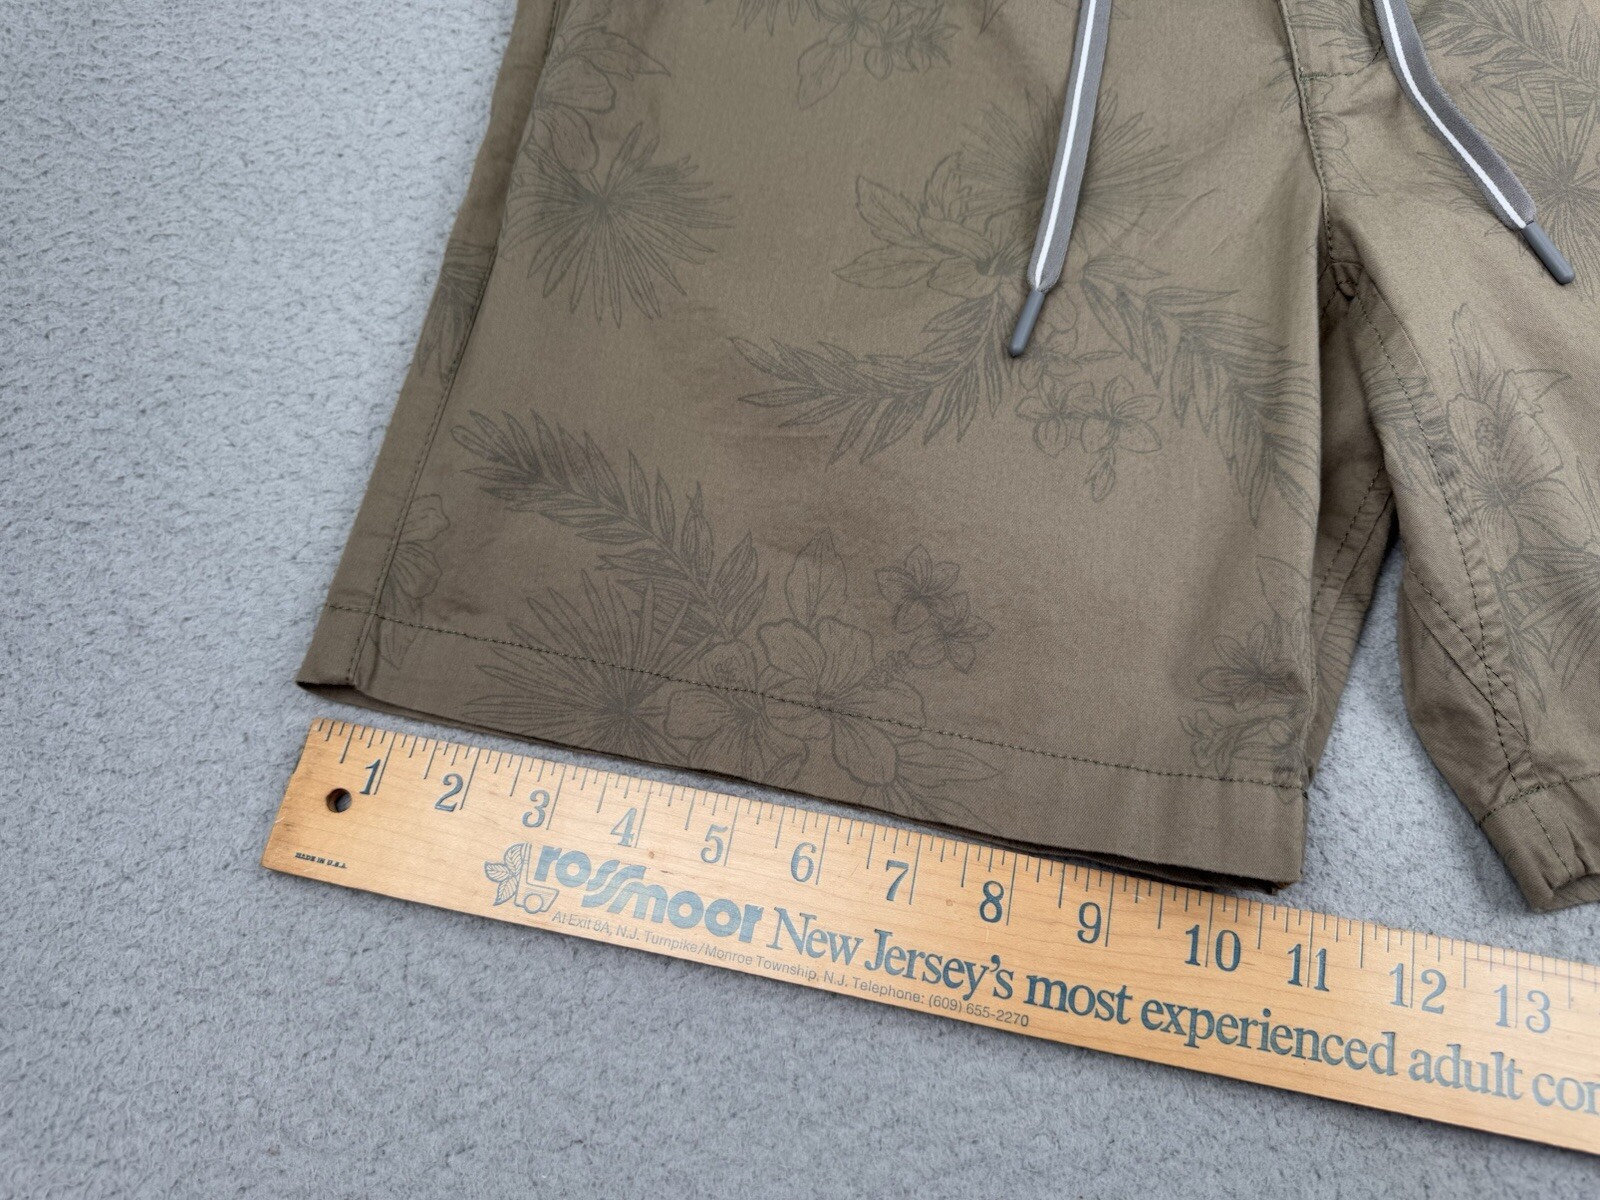 1 2 3 4 5 6 7 8 9 10 11 12 13
MADE IN U.S.A.
rossmoor New Jersey's most experienced adult con
At Exit 8A, N.J. Turnpike/Monroe Township, N.J. Telephone: (609) 655-2270